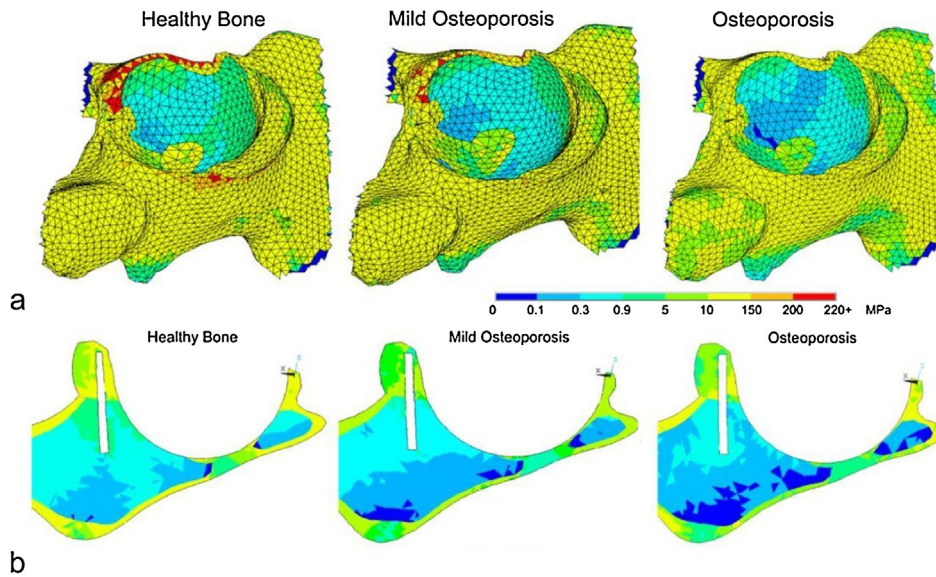 Healthy Bone Mild Osteoporosis Osteoporosis
a
0 0.1 0.3 0.9 5 10 150 200 220+ MPa
Healthy Bone Mild Osteoporosis Osteoporosis
X Z
X Z
X Z
b